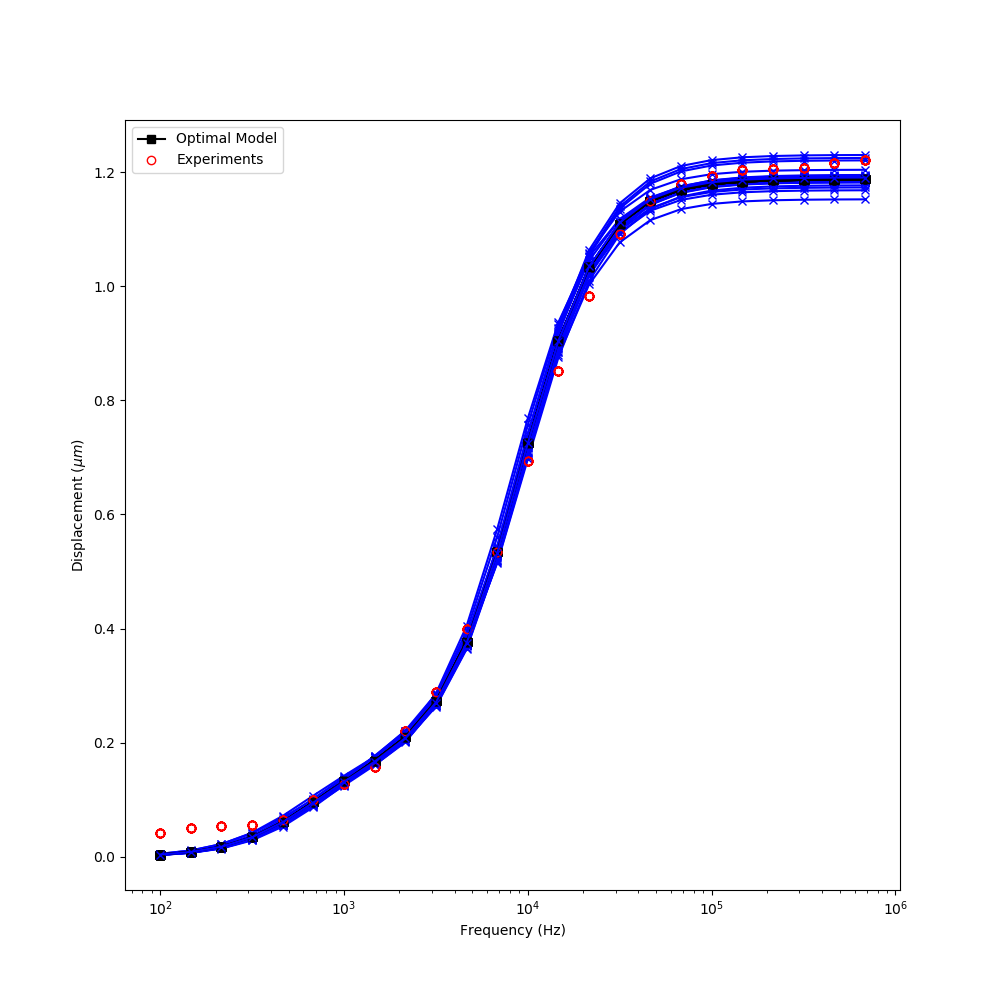 Optimal Model
Experiments
1.2
1.0
0.8
0.6
0.4
0.2
0.0
Displacement (μm)
10² 10³ 10⁴ 10⁵ 10⁶
Frequency (Hz)